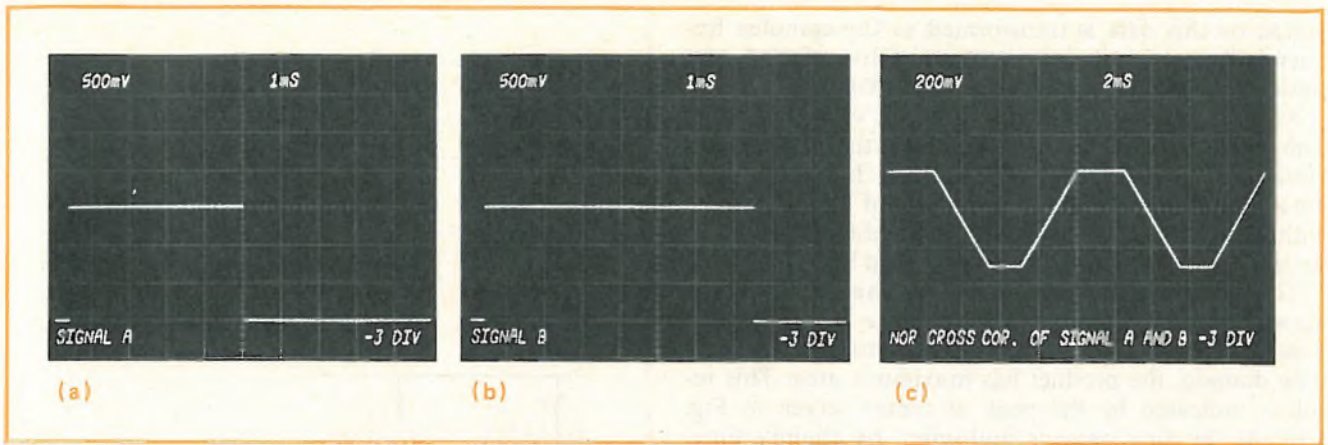 500mV 1mS
SIGNAL A -3 DIV
(a)
500mV 1mS
SIGNAL B -3 DIV
(b)
200mV 2mS
NOR CROSS COR. OF SIGNAL A AND B -3 DIV
(c)